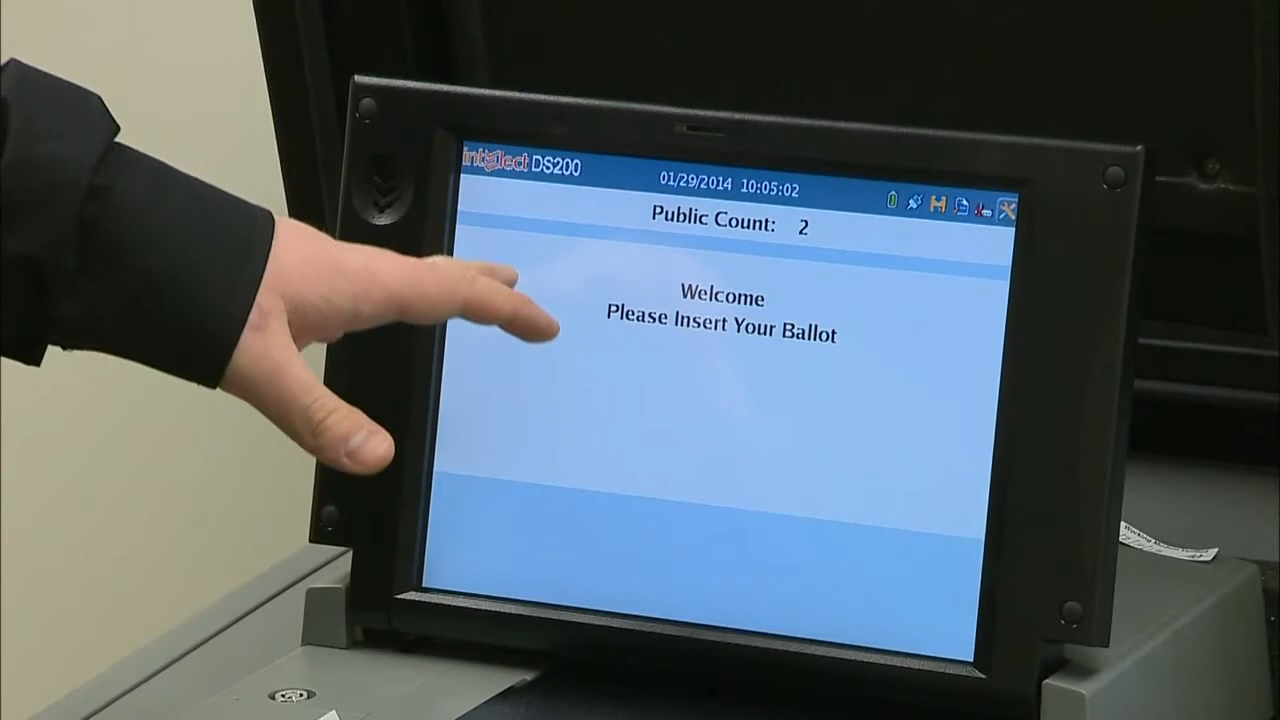 intElect DS200
01/29/2014 10:05:02
Public Count: 2
Welcome
Please Insert Your Ballot